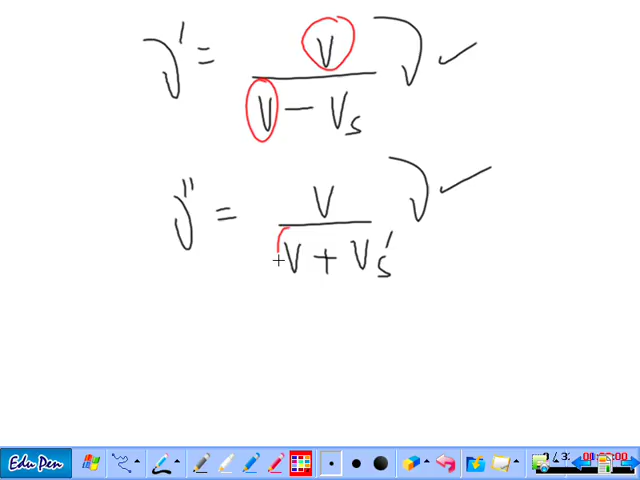 ν' = V / (V − Vs) ν ✓
ν'' = V / (V + Vs') ν ✓
Edu Pen